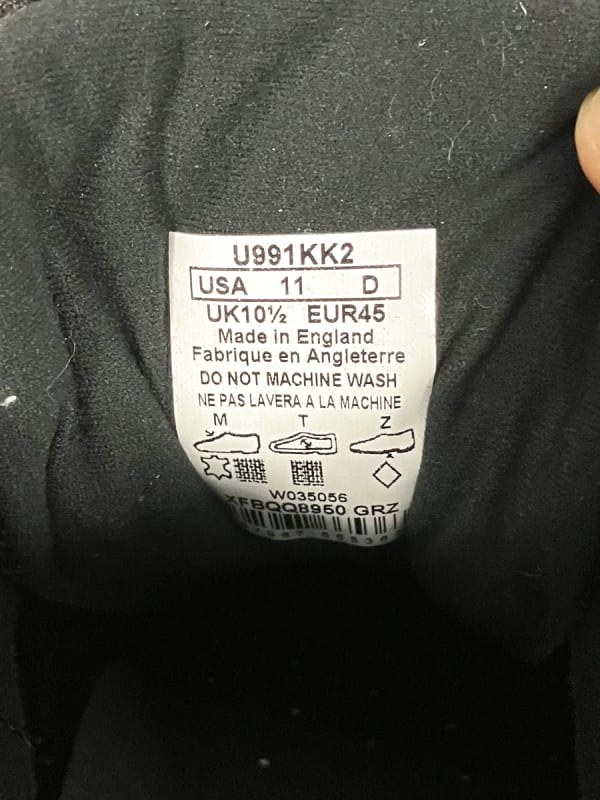 U991KK2
USA 11 D
UK10½ EUR45
Made in England
Fabrique en Angleterre
DO NOT MACHINE WASH
NE PAS LAVERA A LA MACHINE
M T Z
W035056
XFBQQ8950 GRZ